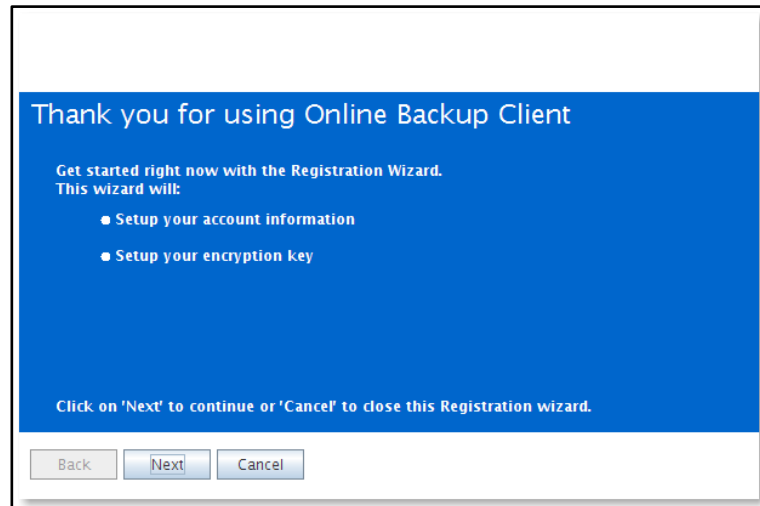 Thank you for using Online Backup Client
Get started right now with the Registration Wizard.
This wizard will:
Setup your account information
Setup your encryption key
Click on 'Next' to continue or 'Cancel' to close this Registration wizard.
Back Next Cancel